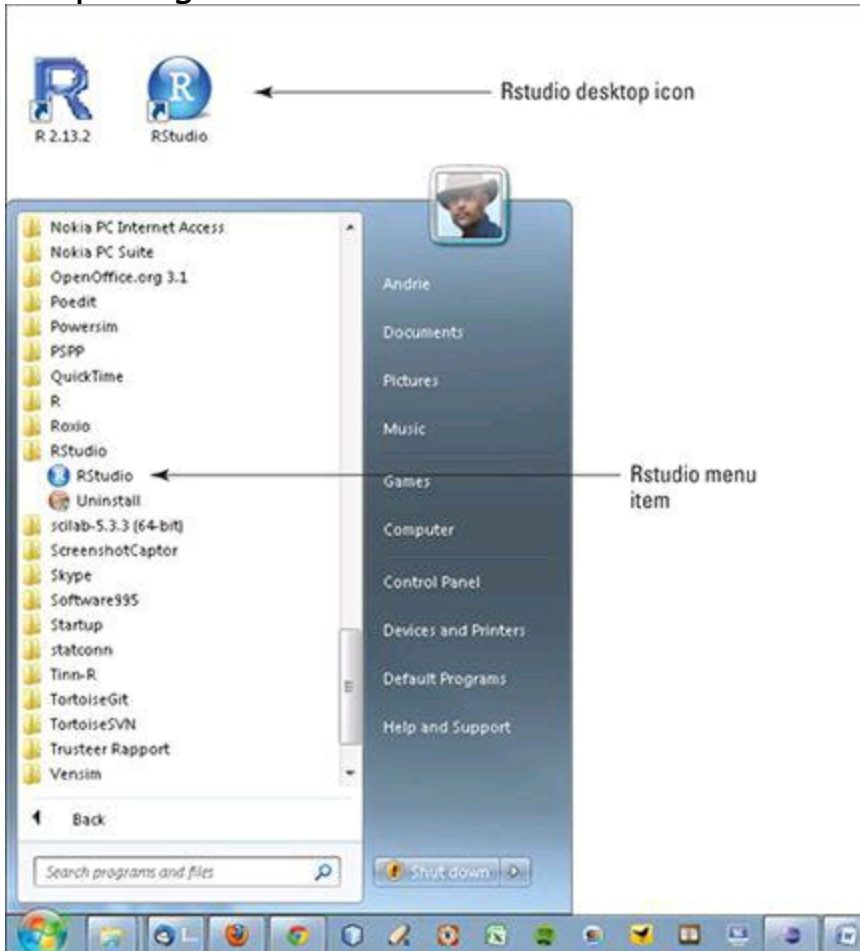 Rstudio desktop icon
R 2.13.2
RStudio
Nokia PC Internet Access
Nokia PC Suite
OpenOffice.org 3.1
Poedit
Powersim
PSPP
QuickTime
R
Roxio
RStudio
RStudio
Uninstall
scilab-5.3.3 (64-bit)
ScreenshotCaptor
Skype
Software995
Startup
statconn
Tinn-R
TortoiseGit
TortoiseSVN
Trusteer Rapport
Vensim
Back
Search programs and files
Andrie
Documents
Pictures
Music
Games
Computer
Control Panel
Devices and Printers
Default Programs
Help and Support
Shut down
Rstudio menu
item